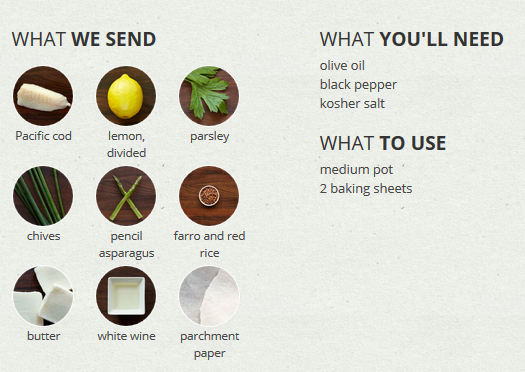 WHAT WE SEND
Pacific cod
lemon,
divided
parsley
chives
pencil
asparagus
farro and red
rice
butter
white wine
parchment
paper
WHAT YOU'LL NEED
olive oil
black pepper
kosher salt
WHAT TO USE
medium pot
2 baking sheets